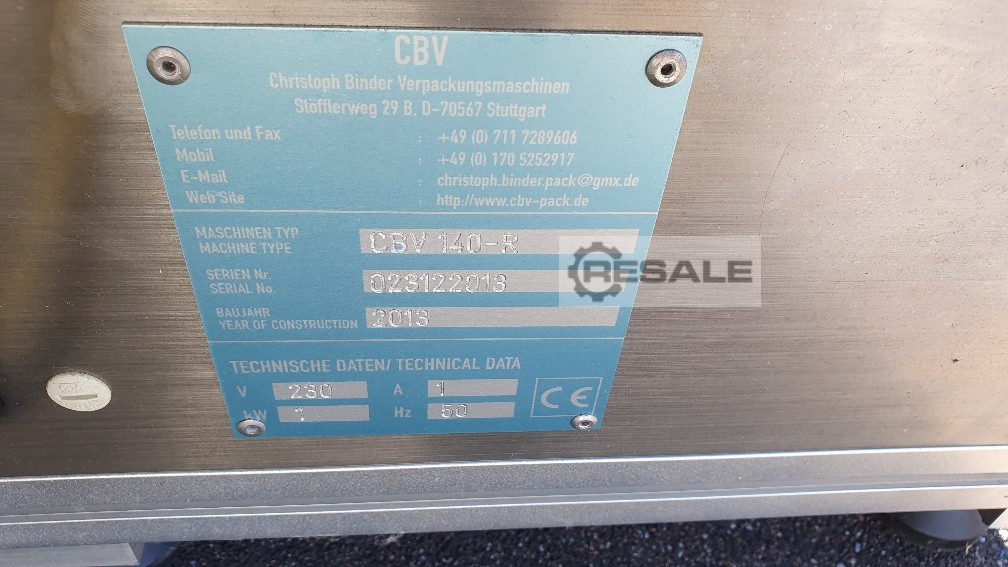 CBV
Christoph Binder Verpackungsmaschinen
Stöfflerweg 29 B, D-70567 Stuttgart
Telefon und Fax : +49 (0) 711 7289606
Mobil : +49 (0) 170 5252917
E-Mail : christoph.binder.pack@gmx.de
Web Site : http://www.cbv-pack.de
MASCHINEN TYP
MACHINE TYPE CBV 140-R
SERIEN Nr.
SERIAL No. 023122013
BAUJAHR
YEAR OF CONSTRUCTION 2013
TECHNISCHE DATEN/ TECHNICAL DATA
V 230 A 1
kW 1 Hz 50
CE
RESALE